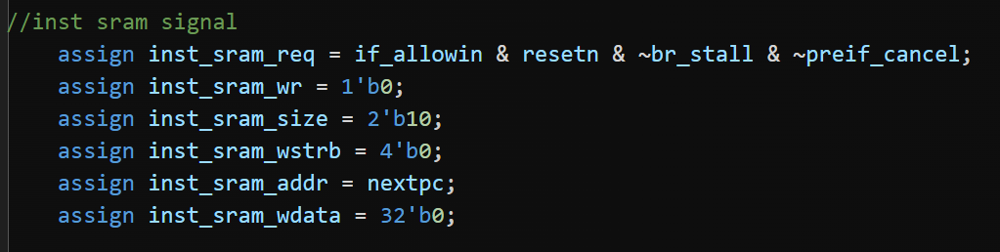 //inst sram signal
assign inst_sram_req = if_allowin & resetn & ~br_stall & ~preif_cancel;
assign inst_sram_wr = 1'b0;
assign inst_sram_size = 2'b10;
assign inst_sram_wstrb = 4'b0;
assign inst_sram_addr = nextpc;
assign inst_sram_wdata = 32'b0;